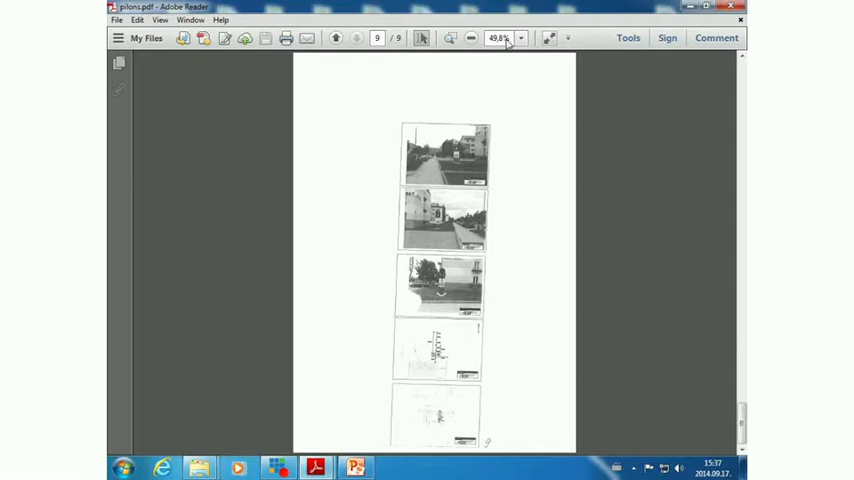 pilons.pdf - Adobe Reader
File Edit View Window Help
My Files 9 / 9 49,8% Tools Sign Comment
9
15:37
2014.09.17.